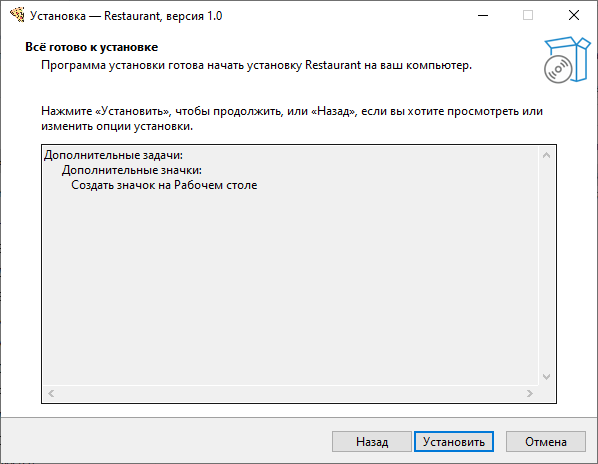 Установка — Restaurant, версия 1.0
Всё готово к установке
Программа установки готова начать установку Restaurant на ваш компьютер.
Нажмите «Установить», чтобы продолжить, или «Назад», если вы хотите просмотреть или
изменить опции установки.
Дополнительные задачи:
Дополнительные значки:
Создать значок на Рабочем столе
Назад
Установить
Отмена